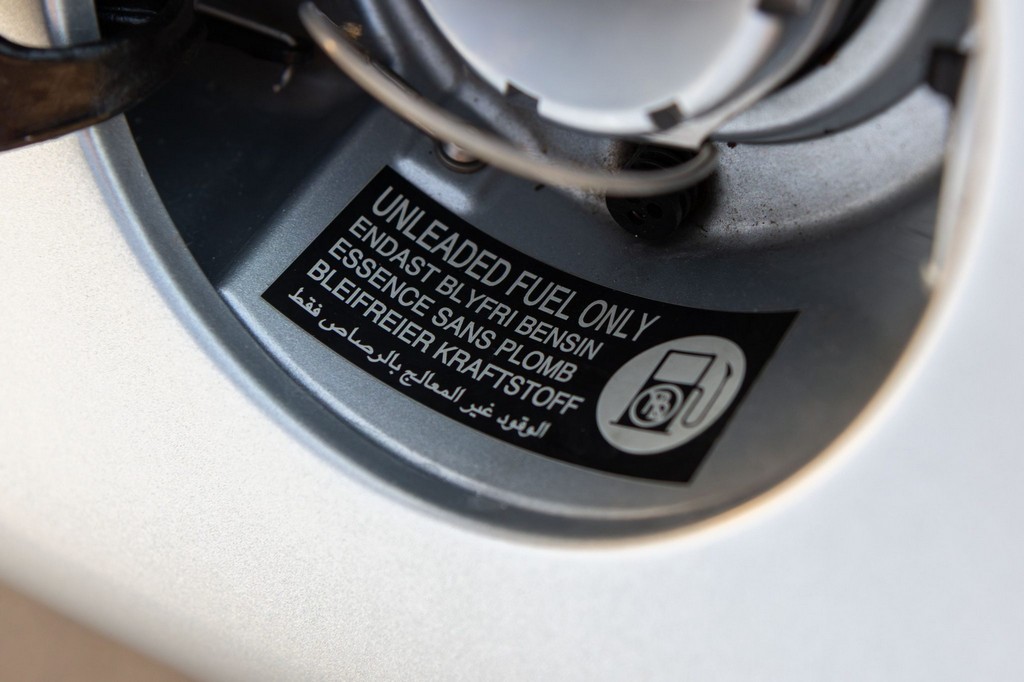 UNLEADED FUEL ONLY
ENDAST BLYFRI BENSIN
ESSENCE SANS PLOMB
BLEIFREIER KRAFTSTOFF
الوقود غير المعالج بالرصاص فقط